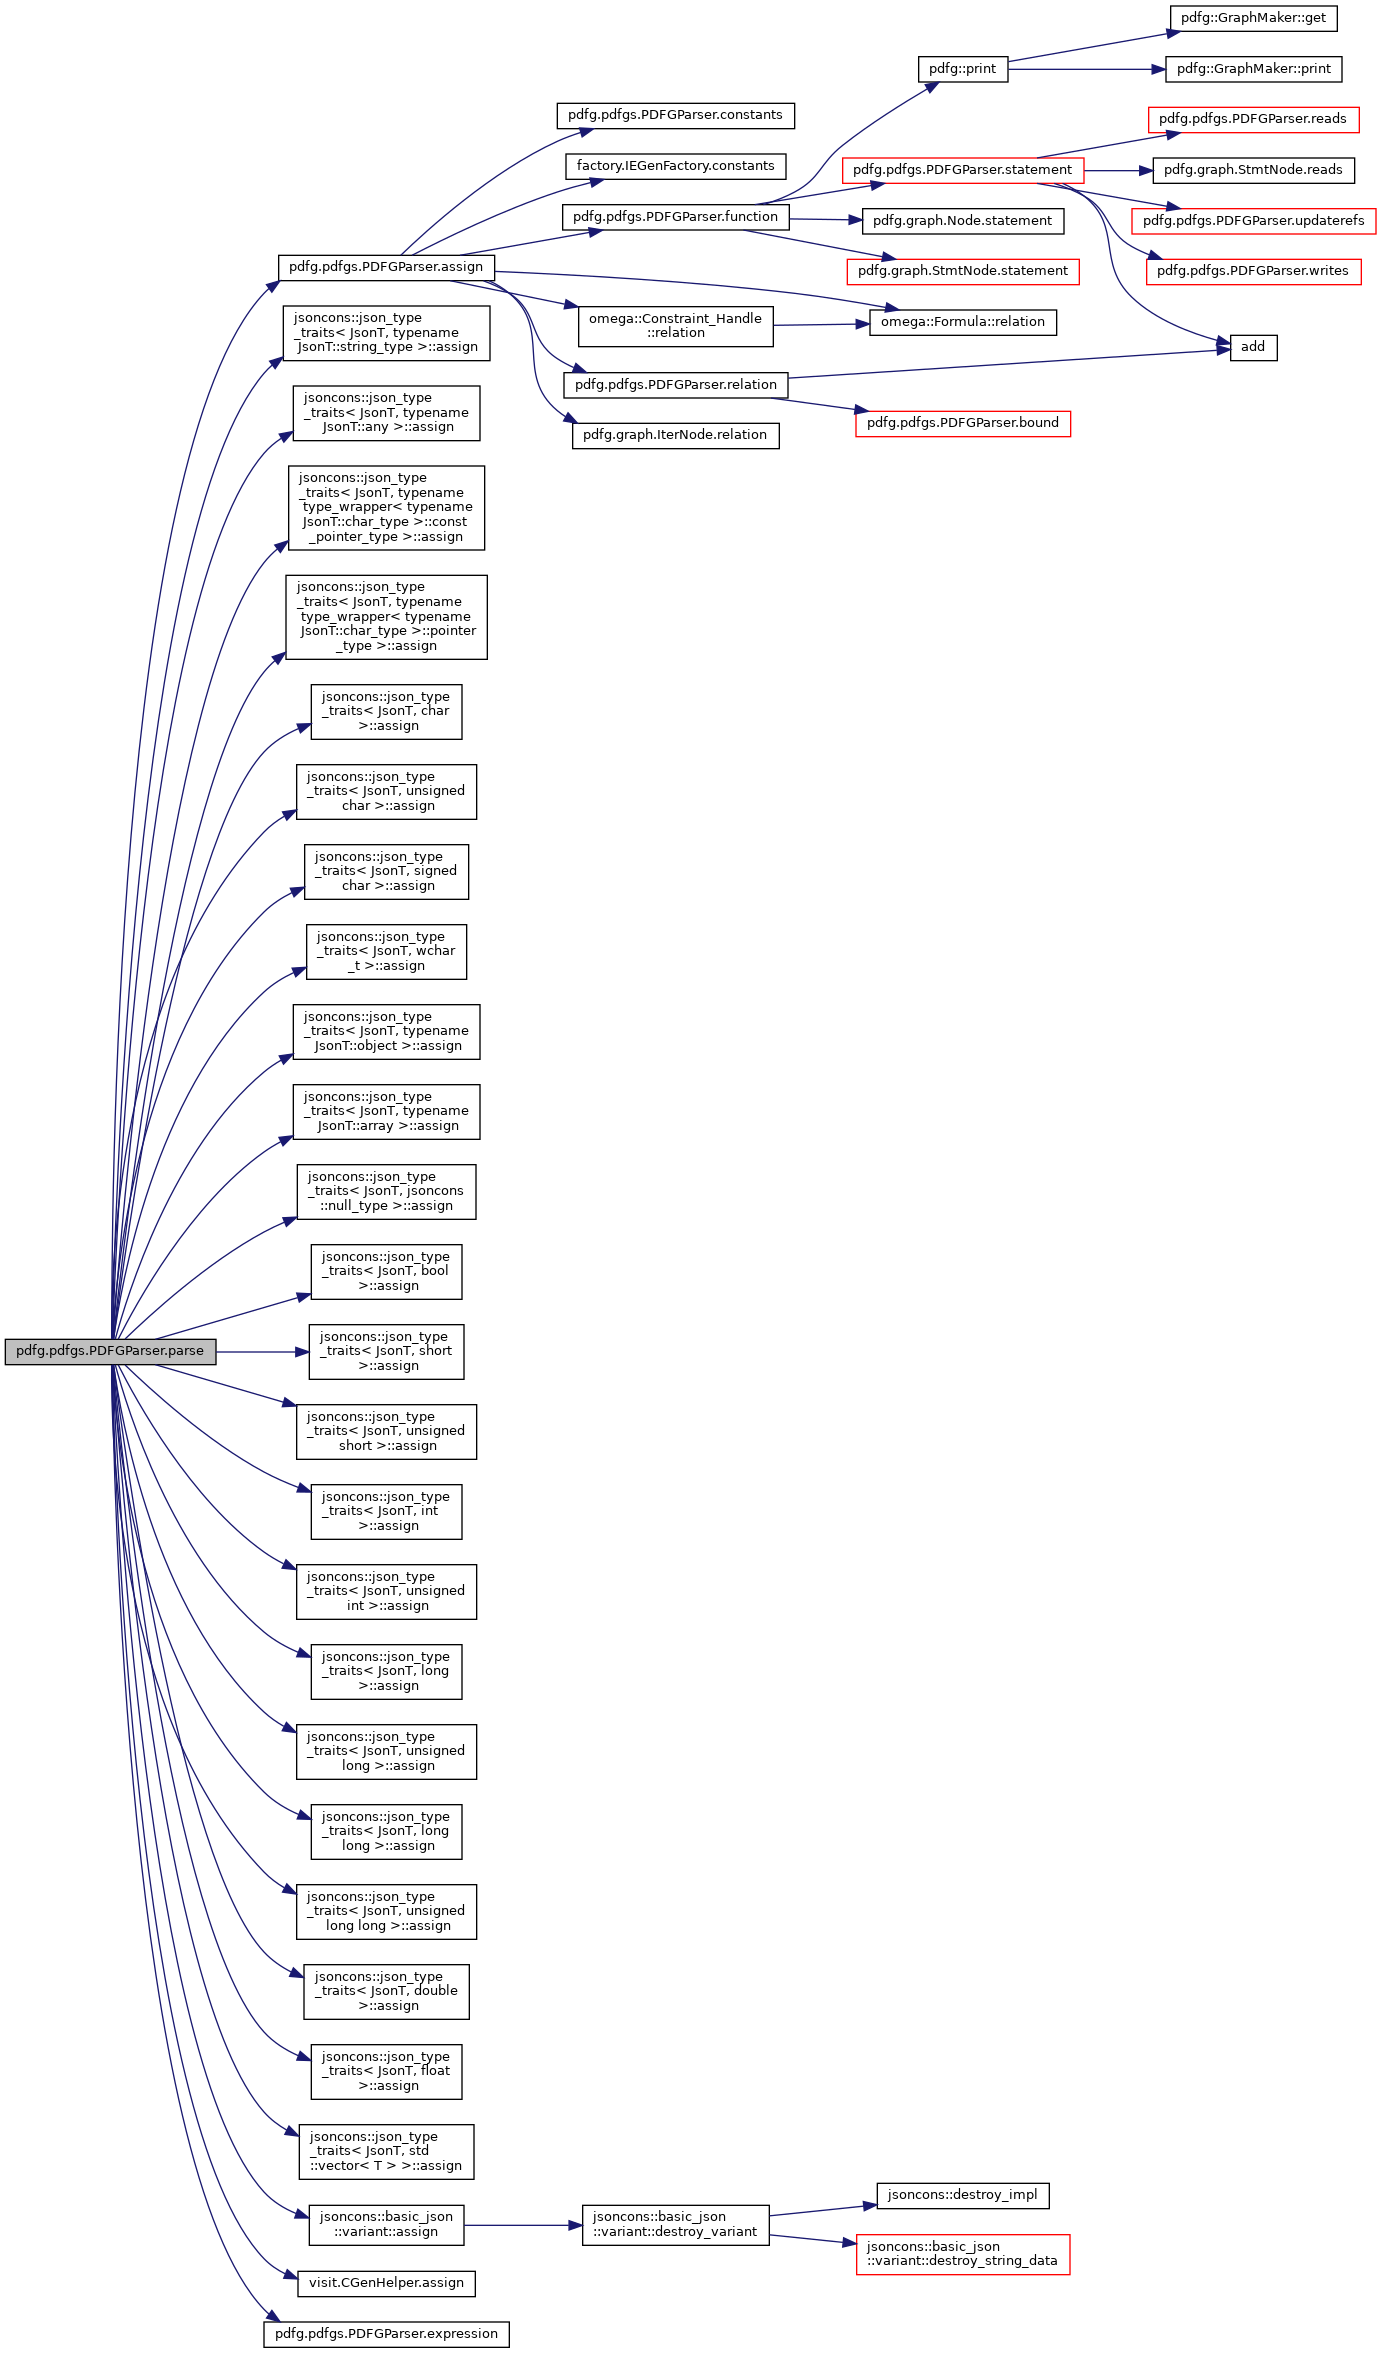 pdfg.pdfgs.PDFGParser.parse
pdfg.pdfgs.PDFGParser.assign
jsoncons::json_type
_traits< JsonT, typename
JsonT::string_type >::assign
jsoncons::json_type
_traits< JsonT, typename
JsonT::any >::assign
jsoncons::json_type
_traits< JsonT, typename
type_wrapper< typename
JsonT::char_type >::const
_pointer_type >::assign
jsoncons::json_type
_traits< JsonT, typename
type_wrapper< typename
JsonT::char_type >::pointer
_type >::assign
jsoncons::json_type
_traits< JsonT, char
>::assign
jsoncons::json_type
_traits< JsonT, unsigned
char >::assign
jsoncons::json_type
_traits< JsonT, signed
char >::assign
jsoncons::json_type
_traits< JsonT, wchar
_t >::assign
jsoncons::json_type
_traits< JsonT, typename
JsonT::object >::assign
jsoncons::json_type
_traits< JsonT, typename
JsonT::array >::assign
jsoncons::json_type
_traits< JsonT, jsoncons
::null_type >::assign
jsoncons::json_type
_traits< JsonT, bool
>::assign
jsoncons::json_type
_traits< JsonT, short
>::assign
jsoncons::json_type
_traits< JsonT, unsigned
short >::assign
jsoncons::json_type
_traits< JsonT, int
>::assign
jsoncons::json_type
_traits< JsonT, unsigned
int >::assign
jsoncons::json_type
_traits< JsonT, long
>::assign
jsoncons::json_type
_traits< JsonT, unsigned
long >::assign
jsoncons::json_type
_traits< JsonT, long
long >::assign
jsoncons::json_type
_traits< JsonT, unsigned
long long >::assign
jsoncons::json_type
_traits< JsonT, double
>::assign
jsoncons::json_type
_traits< JsonT, float
>::assign
jsoncons::json_type
_traits< JsonT, std
::vector< T > >::assign
jsoncons::basic_json
::variant::assign
visit.CGenHelper.assign
pdfg.pdfgs.PDFGParser.expression
pdfg.pdfgs.PDFGParser.constants
factory.IEGenFactory.constants
pdfg.pdfgs.PDFGParser.function
omega::Constraint_Handle
::relation
pdfg.pdfgs.PDFGParser.relation
pdfg.graph.IterNode.relation
jsoncons::basic_json
::variant::destroy_variant
pdfg::print
pdfg.pdfgs.PDFGParser.statement
pdfg.graph.Node.statement
pdfg.graph.StmtNode.statement
omega::Formula::relation
pdfg.pdfgs.PDFGParser.bound
jsoncons::destroy_impl
jsoncons::basic_json
::variant::destroy_string_data
pdfg::GraphMaker::get
pdfg::GraphMaker::print
pdfg.pdfgs.PDFGParser.reads
pdfg.graph.StmtNode.reads
pdfg.pdfgs.PDFGParser.updaterefs
pdfg.pdfgs.PDFGParser.writes
add